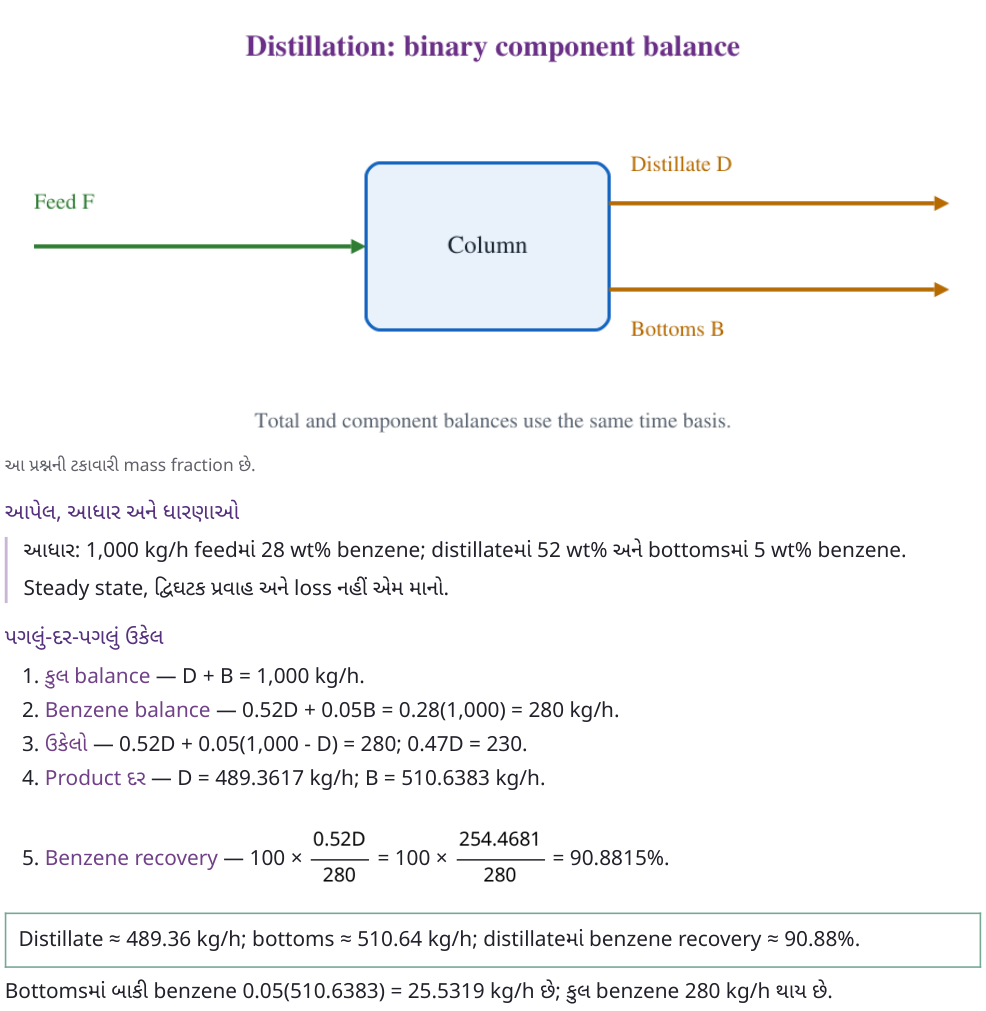 Distillation: binary component balance
Distillate D
Feed F
Column
Bottoms B
Total and component balances use the same time basis.
આ પ્રશ્નની ટકાવારી mass fraction છે.
આપેલ, આધાર અને ધારણાઓ
આધાર: 1,000 kg/h feedમાં 28 wt% benzene; distillateમાં 52 wt% અને bottomsમાં 5 wt% benzene.
Steady state, દ્વિઘટક પ્રવાહ અને loss નહીં એમ માનો.
પગલું-દર-પગલું ઉકેલ
1. કુલ balance — D + B = 1,000 kg/h.
2. Benzene balance — 0.52D + 0.05B = 0.28(1,000) = 280 kg/h.
3. ઉકેલો — 0.52D + 0.05(1,000 - D) = 280; 0.47D = 230.
4. Product દર — D = 489.3617 kg/h; B = 510.6383 kg/h.
5. Benzene recovery — 100 × 0.52D/280 = 100 × 254.4681/280 = 90.8815%.
Distillate ≈ 489.36 kg/h; bottoms ≈ 510.64 kg/h; distillateમાં benzene recovery ≈ 90.88%.
Bottomsમાં બાકી benzene 0.05(510.6383) = 25.5319 kg/h છે; કુલ benzene 280 kg/h થાય છે.